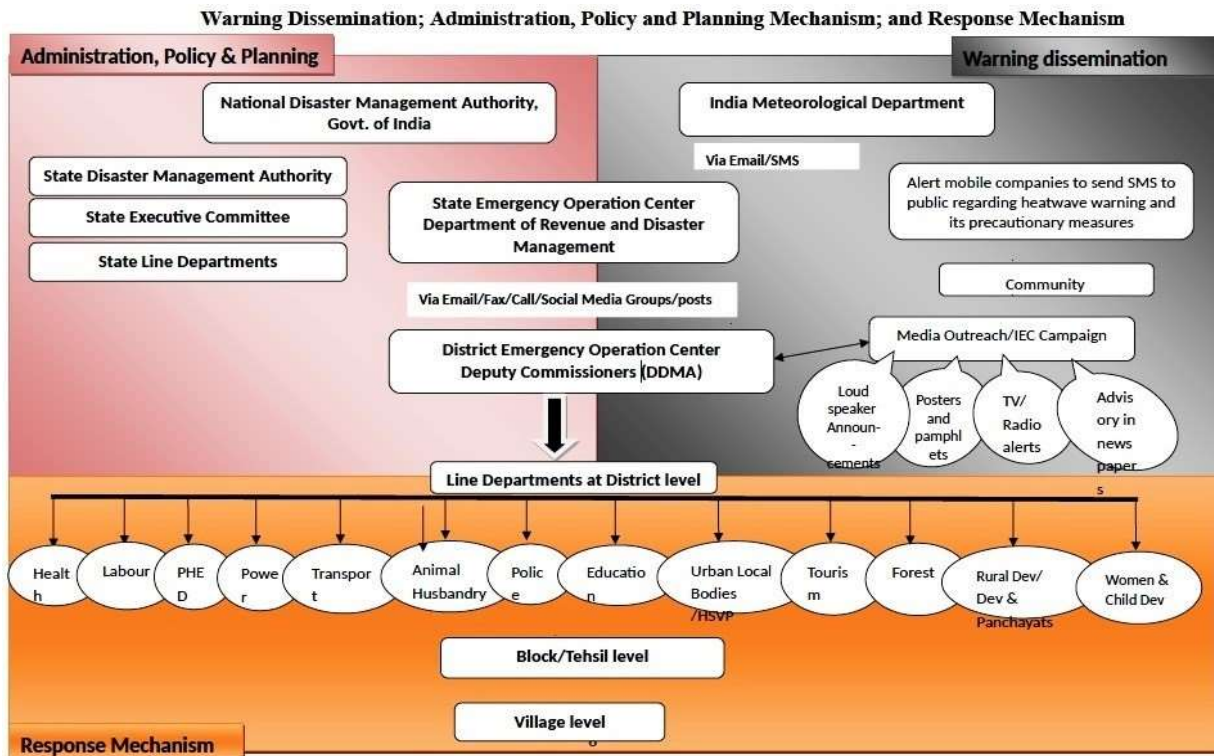 Warning Dissemination; Administration, Policy and Planning Mechanism; and Response Mechanism
Administration, Policy & Planning
Warning dissemination
National Disaster Management Authority,
Govt. of India
India Meteorological Department
Via Email/SMS
State Disaster Management Authority
State Executive Committee
State Line Departments
State Emergency Operation Center
Department of Revenue and Disaster
Management
Alert mobile companies to send SMS to
public regarding heatwave warning and
its precautionary measures
Community
Via Email/Fax/Call/Social Media Groups/posts
District Emergency Operation Center
Deputy Commissioners (DDMA)
Media Outreach/IEC Campaign
Loud
speaker
Announ-
- cements
Posters
and
pamphl
ets
TV/
Radio
alerts
Advis
ory in
news
paper
s
Line Departments at District level
Healt
h
Labour
PHE
D
Powe
r
Transpor
t
Animal
Husbandry
Polic
e
Educatio
n
Urban Local
Bodies
/HSVP
Touris
m
Forest
Rural Dev/
Dev &
Panchayats
Women &
Child Dev
Block/Tehsil level
Village level
Response Mechanism